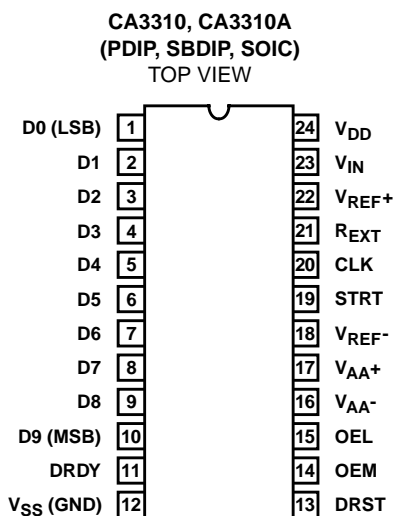 CA3310, CA3310A
(PDIP, SBDIP, SOIC)
TOP VIEW
D0 (LSB) 1 24 VDD
D1 2 23 VIN
D2 3 22 VREF+
D3 4 21 REXT
D4 5 20 CLK
D5 6 19 STRT
D6 7 18 VREF-
D7 8 17 VAA+
D8 9 16 VAA-
D9 (MSB) 10 15 OEL
DRDY 11 14 OEM
VSS (GND) 12 13 DRST